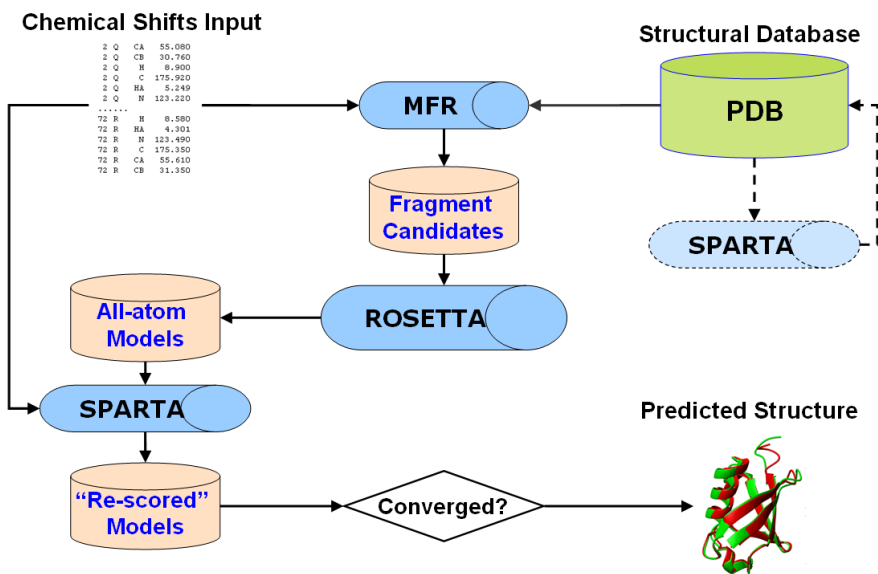 Chemical Shifts Input
2 Q CA 55.080
2 Q CB 30.760
2 Q H 8.900
2 Q C 175.920
2 Q HA 5.249
2 Q N 123.220
......
72 R H 8.580
72 R HA 4.301
72 R N 123.490
72 R C 175.350
72 R CA 55.610
72 R CB 31.350
MFR
Structural Database
PDB
SPARTA
Fragment
Candidates
ROSETTA
All-atom
Models
SPARTA
“Re-scored”
Models
Converged?
Predicted Structure